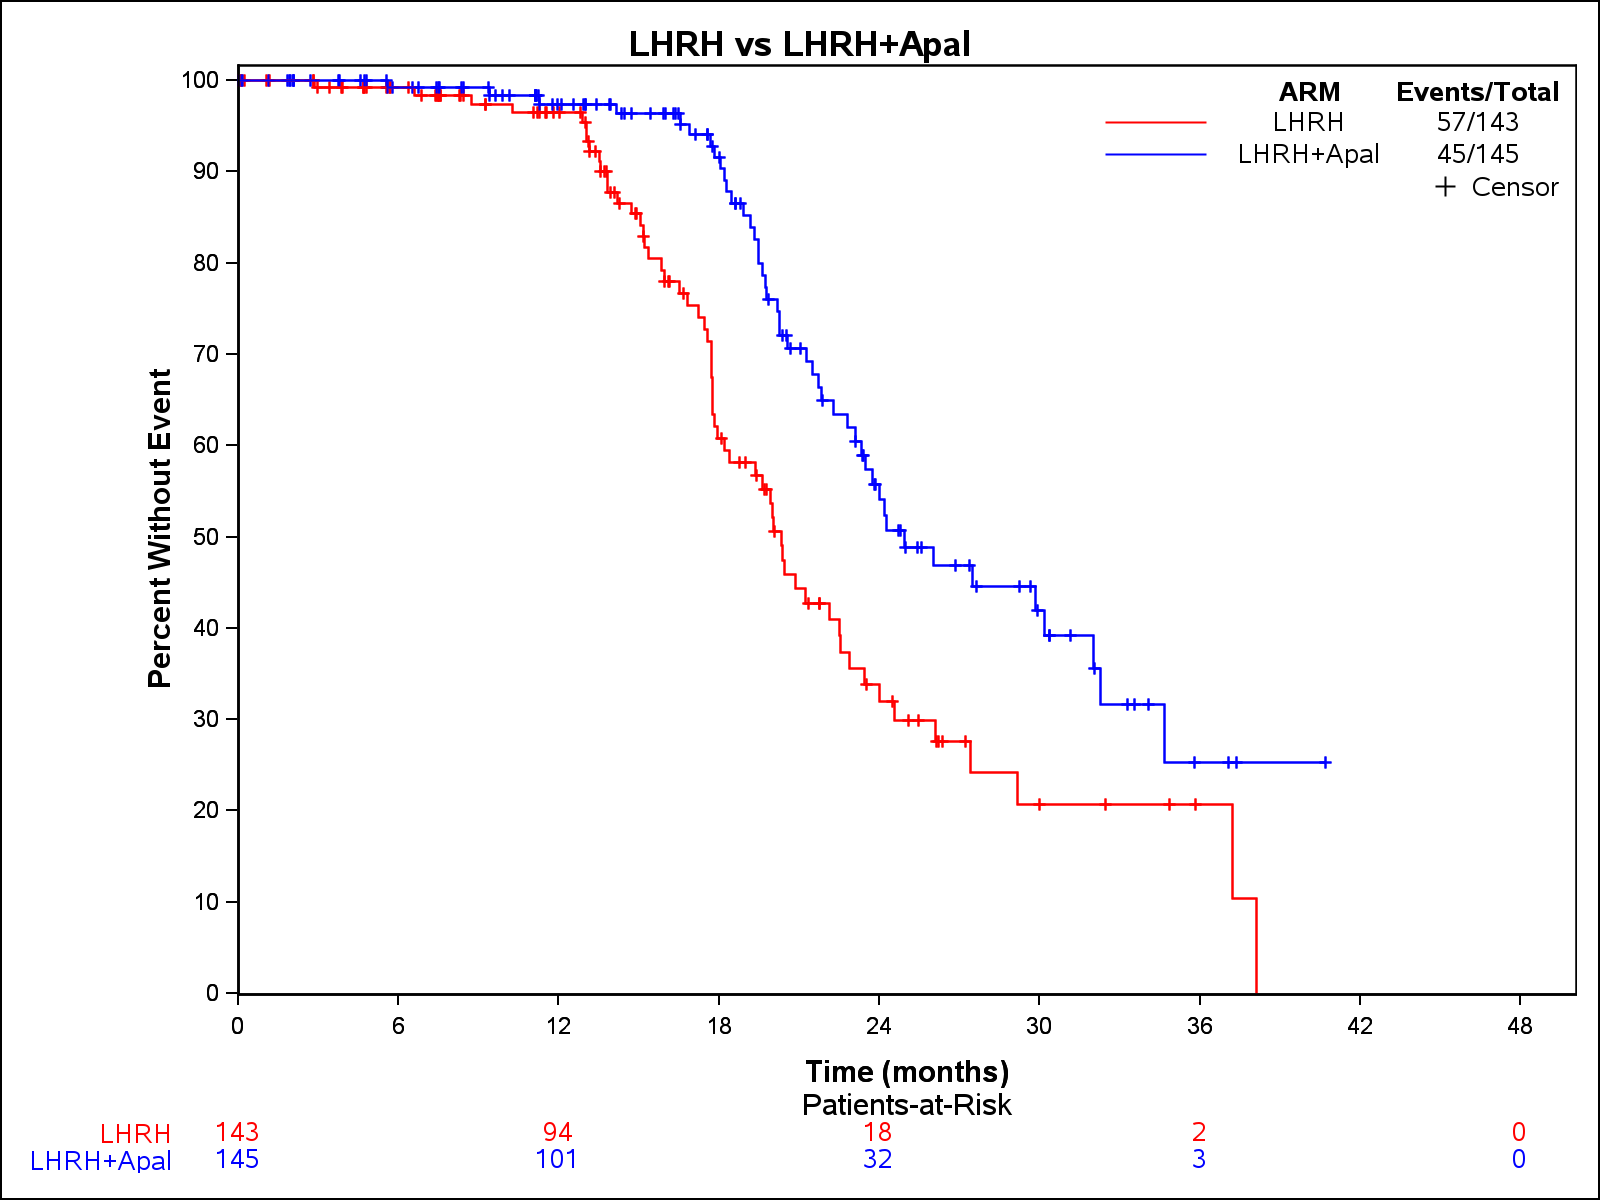 LHRH vs LHRH+Apal
ARM Events/Total
LHRH 57/143
LHRH+Apal 45/145
+ Censor
Percent Without Event
100
90
80
70
60
50
40
30
20
10
0
0 6 12 18 24 30 36 42 48
Time (months)
Patients-at-Risk
LHRH 143 94 18 2 0
LHRH+Apal 145 101 32 3 0